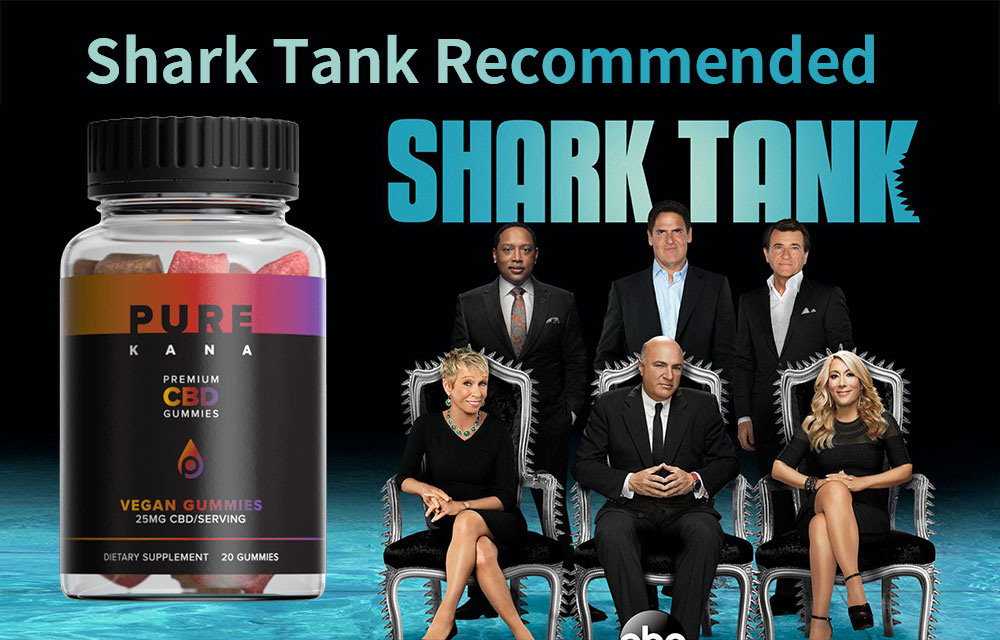 Shark Tank Recommended
SHARK TANK
PURE
KANA
PREMIUM
CBD
GUMMIES
VEGAN GUMMIES
25MG CBD/SERVING
DIETARY SUPPLEMENT 20 GUMMIES
abc